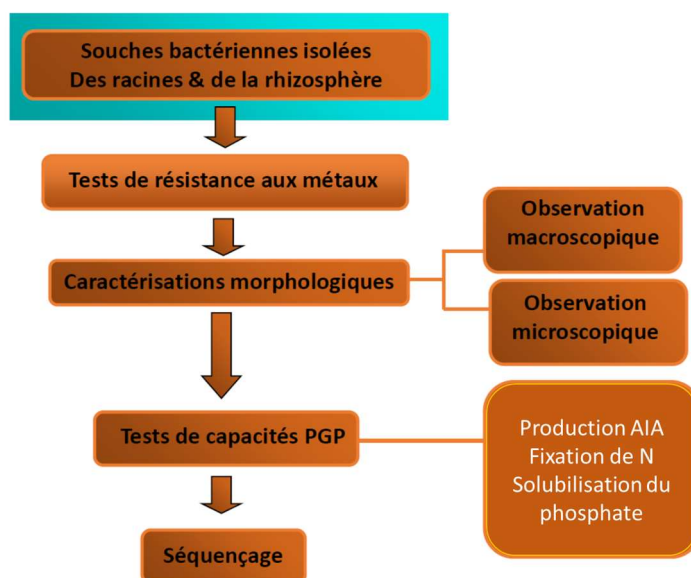 Souches bactériennes isolées
Des racines & de la rhizosphère
Tests de résistance aux métaux
Caractérisations morphologiques
Observation
macroscopique
Observation
microscopique
Tests de capacités PGP
Production AIA
Fixation de N
Solubilisation du
phosphate
Séquençage